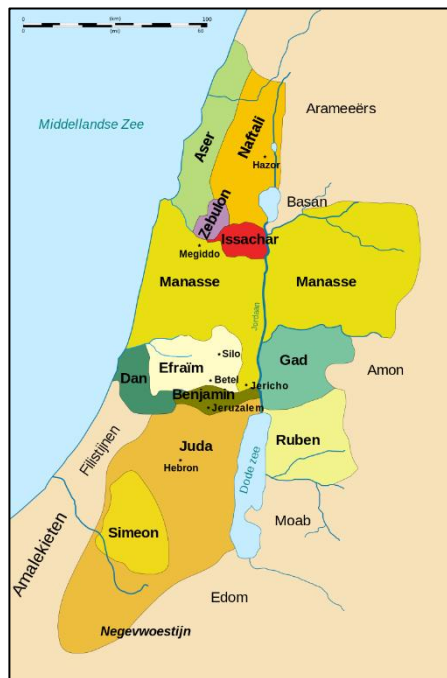 0 (km) 100
0 (mi) 60
Middellandse Zee
Arameeërs
Aser
Naftali
Hazor
Basan
Zebulon
Issachar
Megiddo
Manasse
Manasse
Jordaan
Silo
Efraïm
Gad
Dan
Betel
Jericho
Amon
Benjamin
Jeruzalem
Filistijnen
Juda
Ruben
Hebron
Dode zee
Amalekieten
Simeon
Moab
Edom
Negevwoestijn